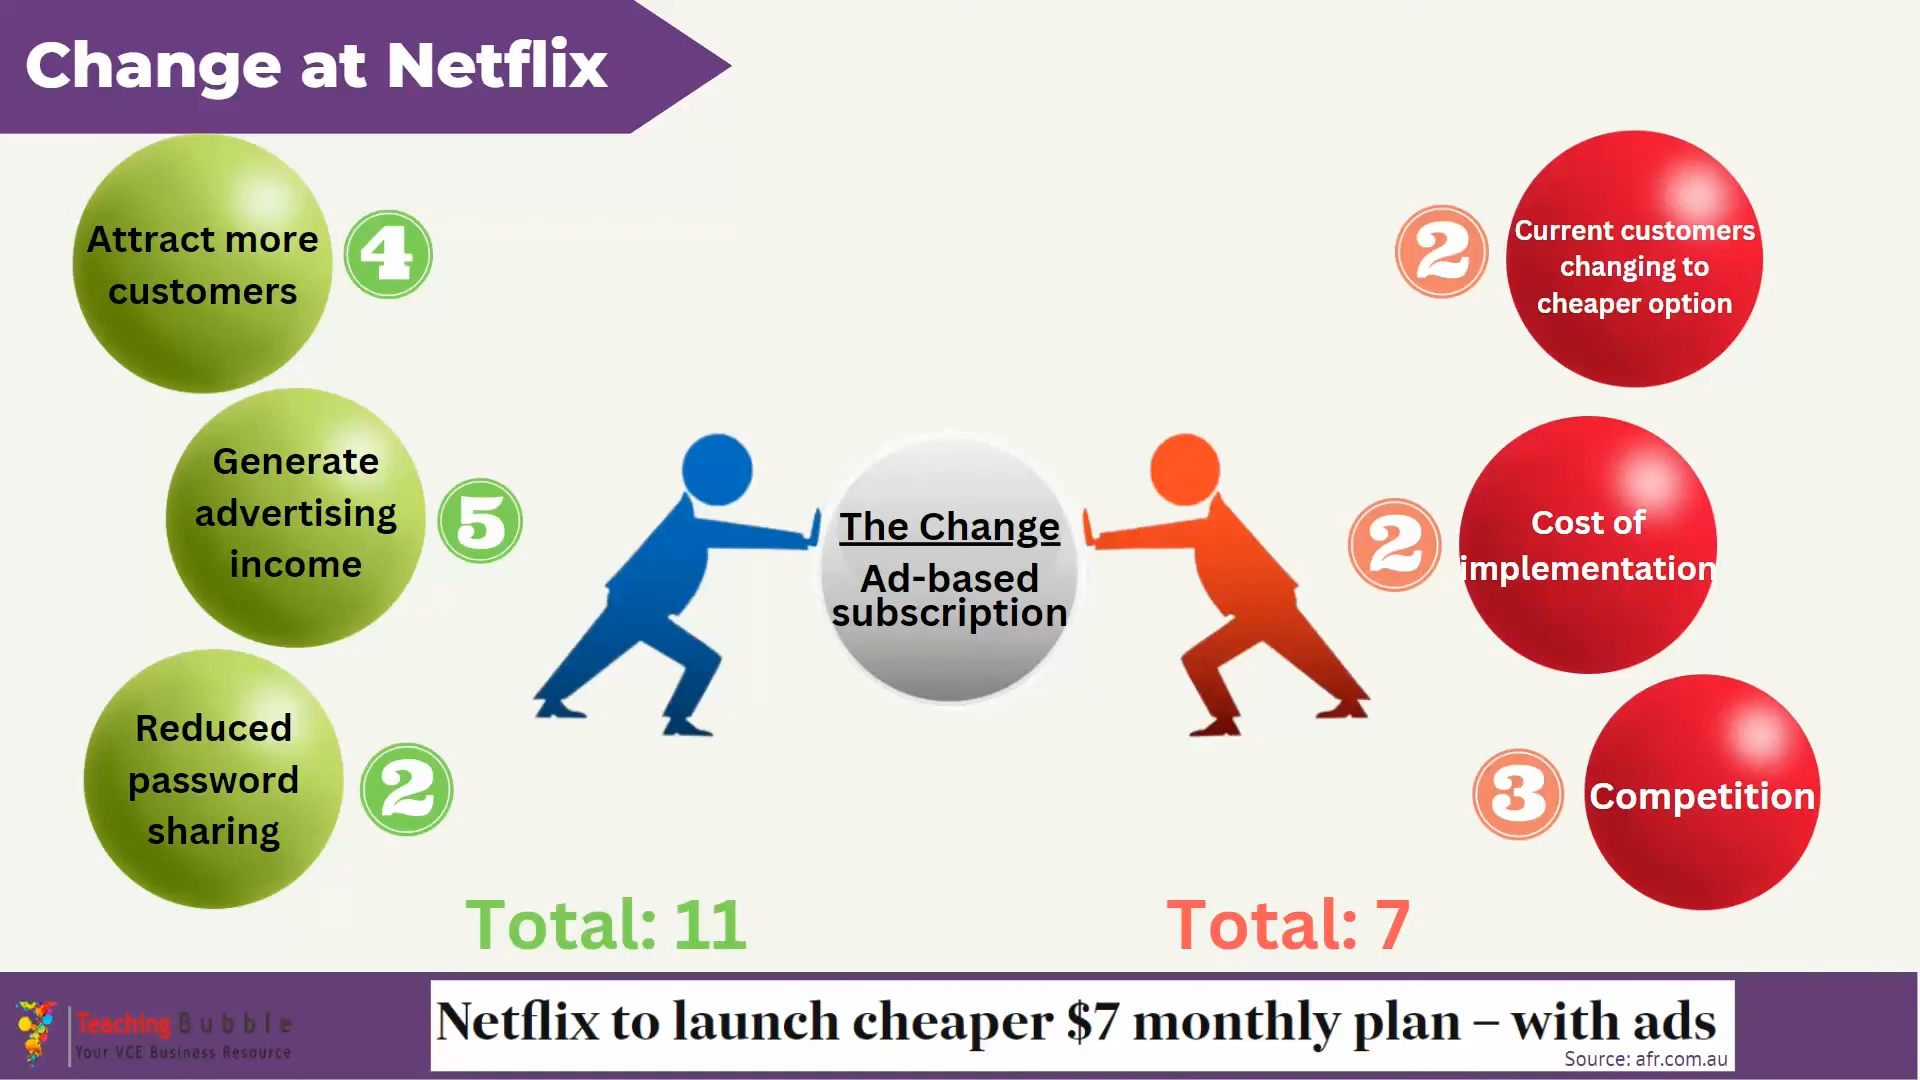 Change at Netflix
Attract more
customers
4
Generate
advertising
income
5
Reduced
password
sharing
2
Total: 11
The Change
Ad-based
subscription
2
Current customers
changing to
cheaper option
2
Cost of
implementation
3
Competition
Total: 7
Teaching Bubble
Your VCE Business Resource
Netflix to launch cheaper $7 monthly plan – with ads
Source: afr.com.au